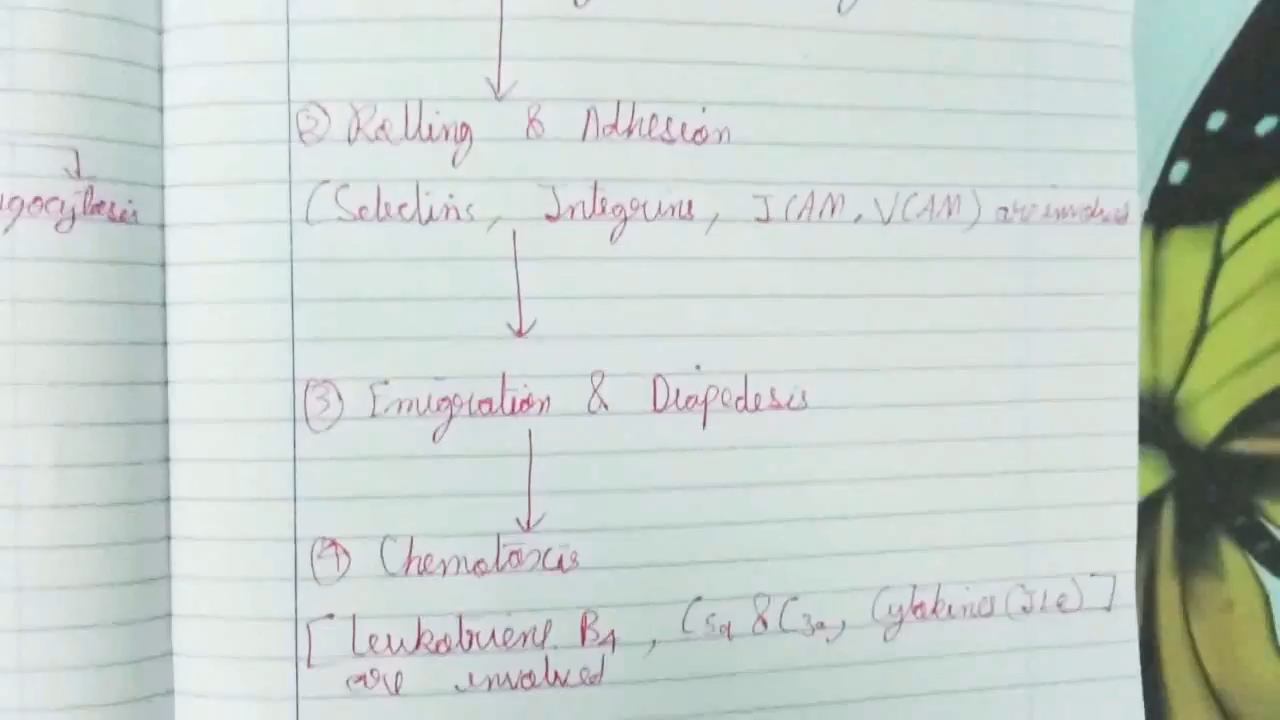 ② Rolling & Adhesion
gocytosis
(Selectins, Integrins, ICAM, VCAM) are involved
③ Emigration & Diapedesis
④ Chemotaxis
[ Leukotriene B4, C5a & C3a, Cytokines ( ) ]
are involved